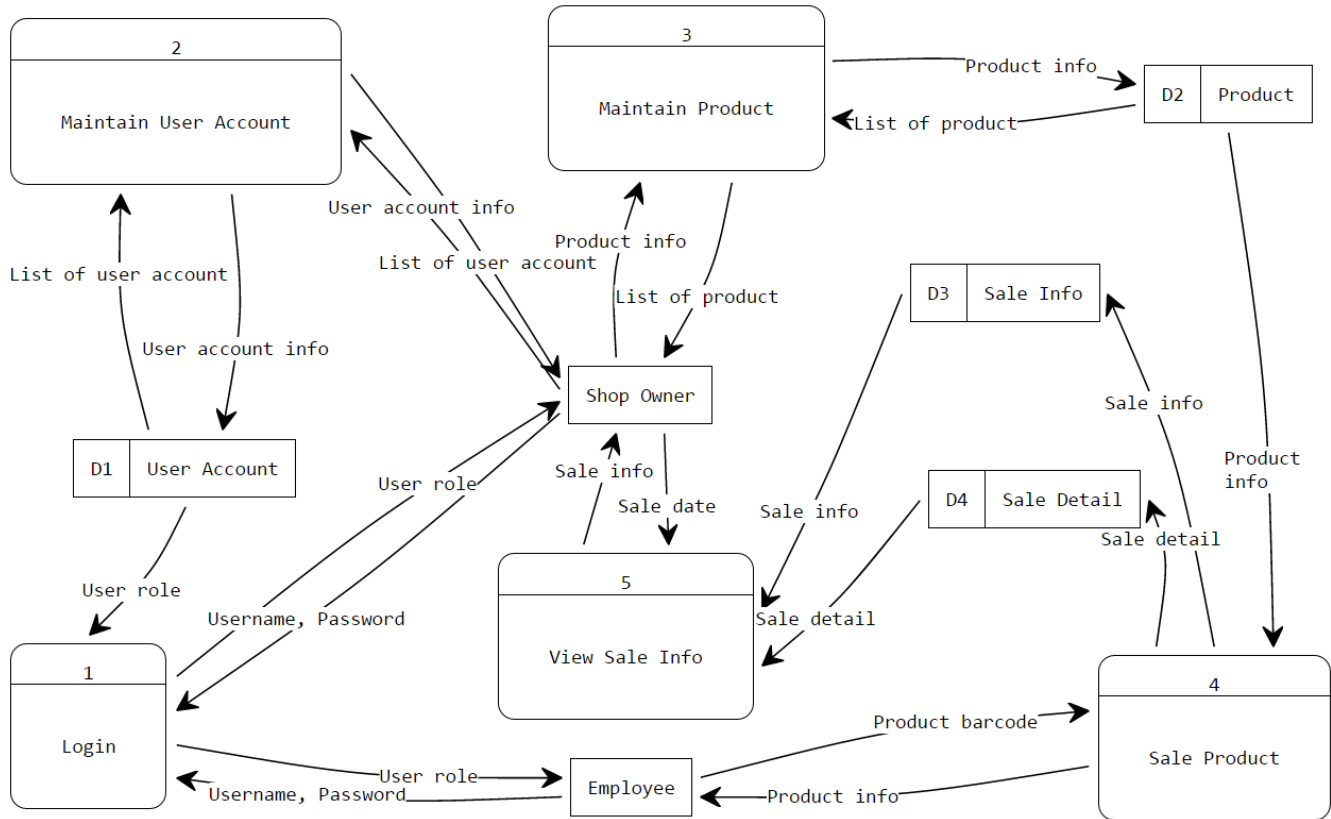 2
Maintain User Account
3
Maintain Product
Product info
D2
Product
List of product
User account info
Product info
List of user account
List of user account
List of product
D3
Sale Info
User account info
Shop Owner
Sale info
D1
User Account
Sale info
User role
Sale date
Sale info
Product
info
D4
Sale Detail
Sale detail
User role
Username, Password
5
View Sale Info
Sale detail
1
Login
4
Sale Product
Product barcode
User role
Username, Password
Employee
Product info